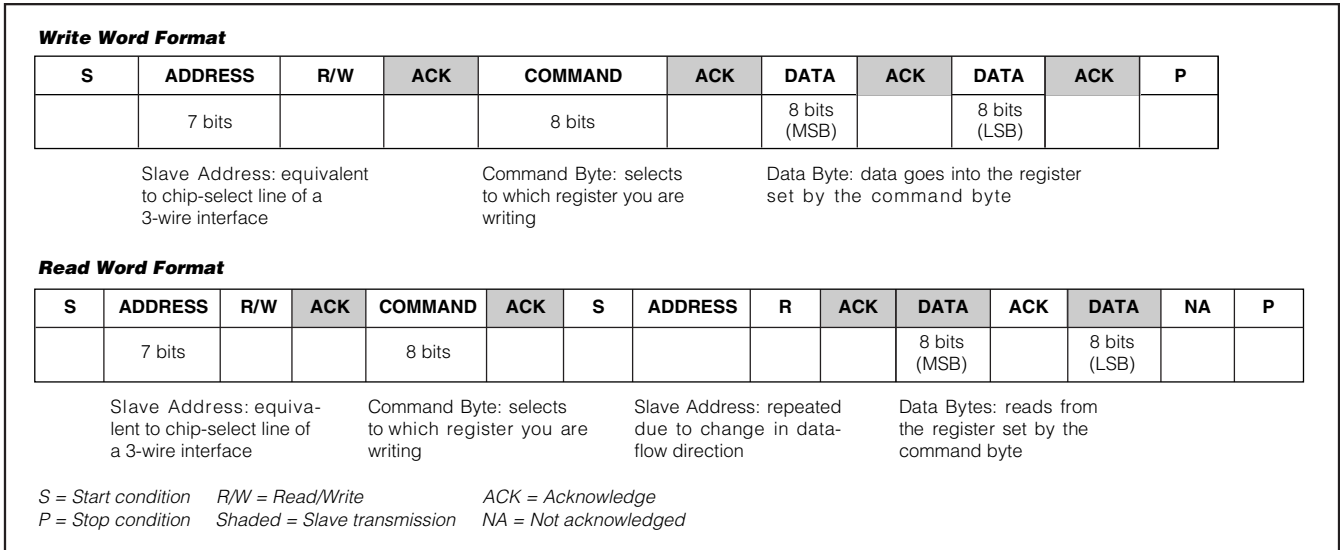 Write Word Format
S ADDRESS R/W ACK COMMAND ACK DATA ACK DATA ACK P
7 bits 8 bits 8 bits (MSB) 8 bits (LSB)
Slave Address: equivalent
to chip-select line of a
3-wire interface
Command Byte: selects
to which register you are
writing
Data Byte: data goes into the register
set by the command byte
Read Word Format
S ADDRESS R/W ACK COMMAND ACK S ADDRESS R ACK DATA ACK DATA NA P
7 bits 8 bits 8 bits (MSB) 8 bits (LSB)
Slave Address: equiva-
lent to chip-select line of
a 3-wire interface
Command Byte: selects
to which register you are
writing
Slave Address: repeated
due to change in data-
flow direction
Data Bytes: reads from
the register set by the
command byte
S = Start condition R/W = Read/Write ACK = Acknowledge
P = Stop condition Shaded = Slave transmission NA = Not acknowledged